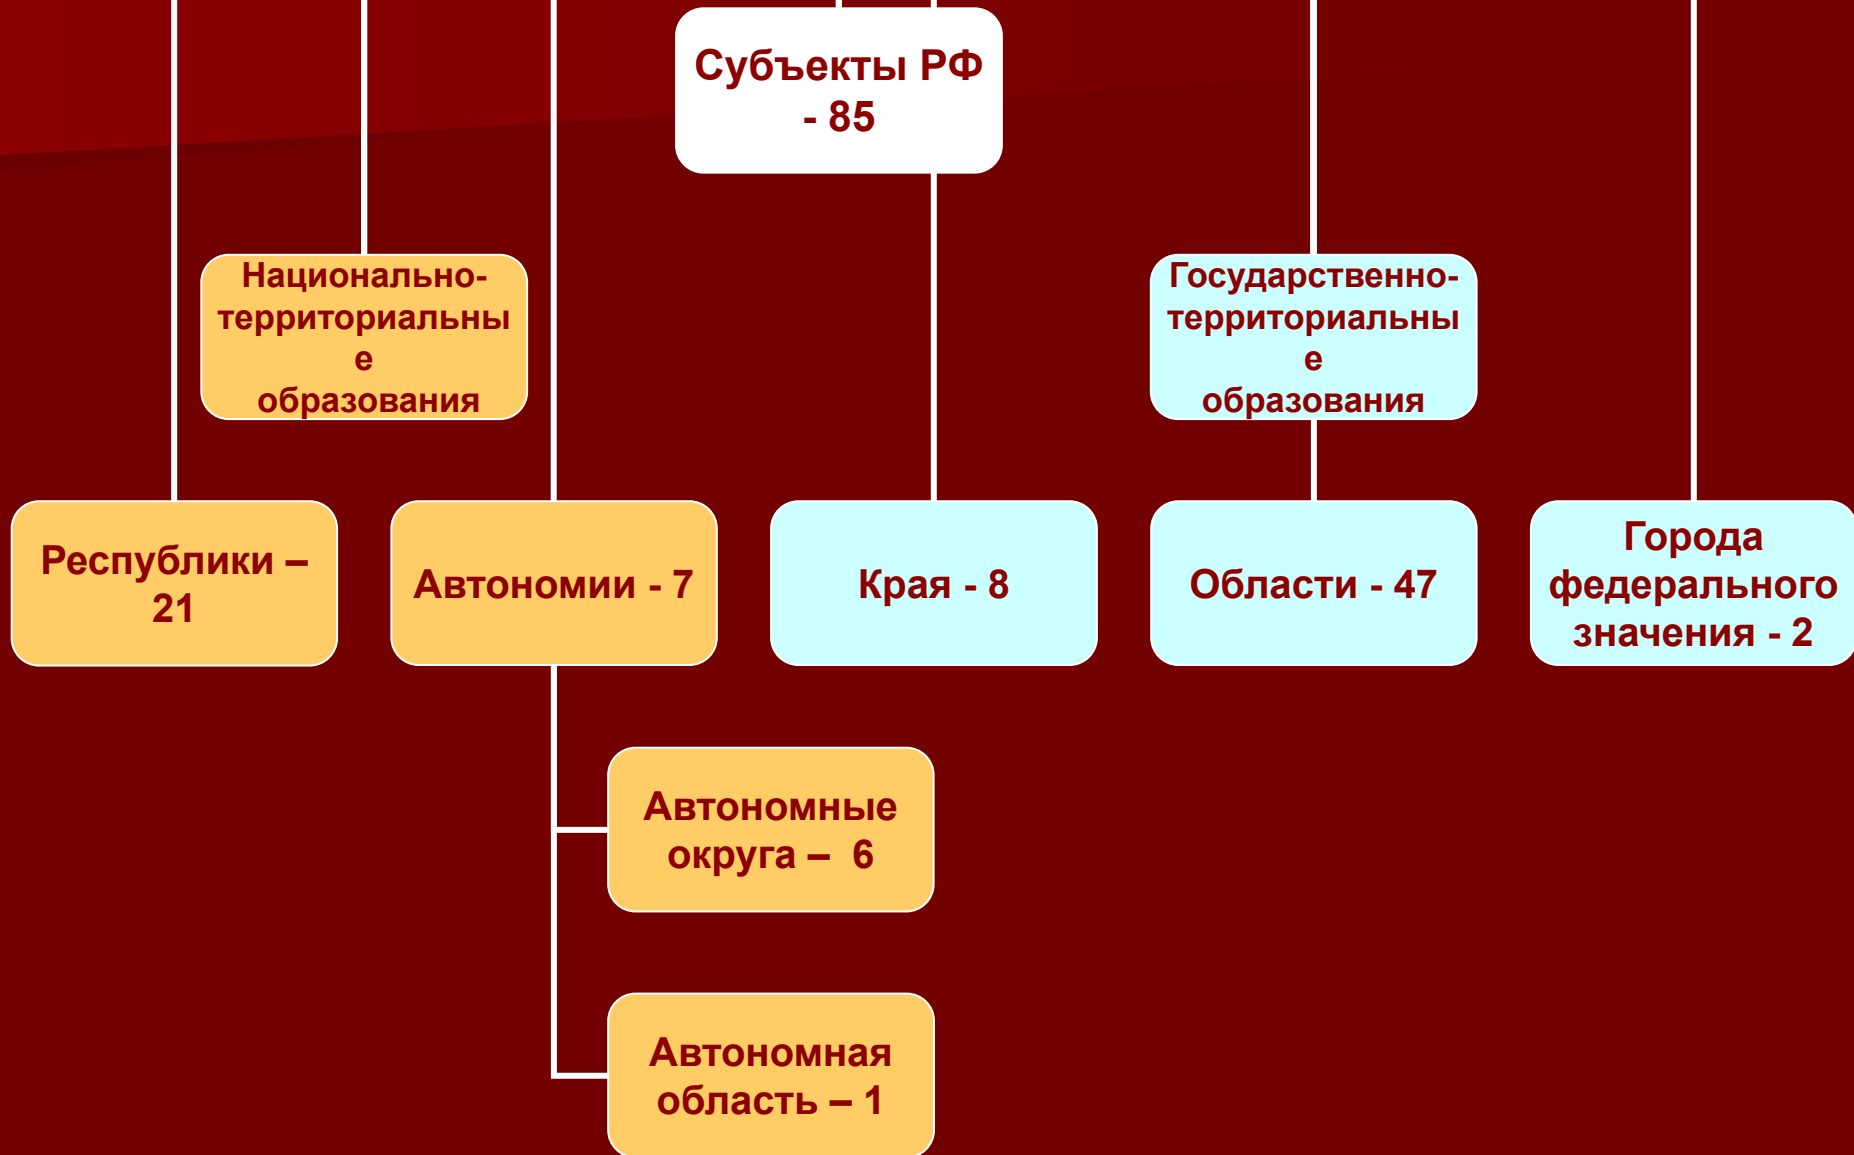 Субъекты РФ
- 85
Национально-
территориальны
е
образования
Государственно-
территориальны
е
образования
Республики –
21
Автономии - 7
Края - 8
Области - 47
Города
федерального
значения - 2
Автономные
округа – 6
Автономная
область – 1